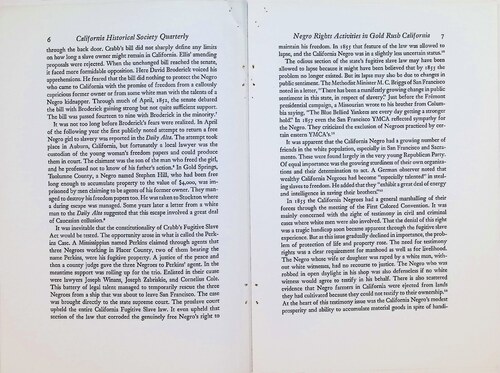 6 California Historical Society Quarterly
through the back door. Crabb's bill did not sharply define any limits
on how long a slave owner might remain in California. Ellis' amending
proposals were rejected. When the unchanged bill reached the senate,
it faced more formidable opposition. Here David Broderick voiced his
apprehensions. He feared that the bill did nothing to protect the Negro
who came to California with the promise of freedom from a collusely
cupicious former owner or from some white man with the talents of a
Negro kidnapper. Through much of April, 1852, the senate debated
the bill with Broderick gaining strong but not quite sufficient support.
The bill was passed fourteen to nine with Broderick in the minority.
It was not too long before Broderick's fears were realized. In April
of the following year the first publicly noted attempt to return a free
Negro girl to slavery was reported in the Daily Alta. The attempt took
place in Auburn, California, but fortunately a local lawyer was the
custodian of the young woman's freedom papers and could produce
them in court. The claimant was the son of the man who freed the girl,
and he professed not to know of his father's action. In Gold Springs,
Tuolumne County, a Negro named Stephen Hill, who had been free
long enough to accumulate property to the value of $4,000, was im-
prisoned by men claiming to be agents of his former owner. They man-
aged to destroy his freedom papers too. He was taken to Stockton where
a daring escape was managed. Some years later a letter from a white
man to the Daily Alta suggested that this escape involved a great deal
of Caucasian collusion.
It was inevitable that the constitutionality of Crabb's Fugitive Slave
Act would be tested. The opportunity arose in what is called the Perk-
ins Case. A Mississippian named Perkins claimed through agents that
three Negroes working in Placer County, two of them bearing the
name Perkins, were his fugitive property. A justice of the peace and
then a county judge gave the three Negroes to Perkins' agent. In the
meantime support was rolling up for the trio. Enlisted in their cause
were lawyers Joseph Winans, Joseph Zabriskie, and Cornelius Cole.
This battery of legal talent managed to temporarily rescue the three
Negroes from a ship that was about to leave San Francisco. The case
was brought directly to the state supreme court. The proslave court
upheld the entire California Fugitive Slave law. It even upheld that
section of the law that corroded the genuinely free Negro's right to
Negro Rights Activities in Gold Rush California 7
maintain his freedom. In 1855 that feature of the law was allowed to
lapse, and the California Negro was in a slightly less uncertain status.
The odious section of the state's fugitive slave law may have been
allowed to lapse because it might have been believed that by 1855 the
problem no longer existed. But its lapse may also be due to changes in
public sentiment. The Methodist Minister M. C. Briggs of San Francisco
noted in a letter, "There has been a manifestly growing change in public
sentiment in this state, in respect of slavery." Just before the Frémont
presidential campaign, a Missourian wrote to his brother from Colum-
bia saying, "The Blue Bellied Yankees are every day getting a stronger
hold." In 1857 even the San Francisco YMCA reflected sympathy for
the Negro. They criticized the exclusion of Negroes practiced by cer-
tain eastern YMCA's.
It was apparent that the California Negro had a growing number of
friends in the white population, especially in San Francisco and Sacra-
mento. These were found largely in the very young Republican Party.
Of equal importance was the growing sturdiness of their own organiza-
tions and their determination to act. A German observer noted that
wealthy California Negroes had become "especially talented" in steal-
ing slaves to freedom. He added that they "exhibit a great deal of energy
and intelligence in saving their brothers."
In 1855 the California Negroes had a general marshalling of their
forces through the meeting of the First Colored Convention. It was
mainly concerned with the right of testimony in civil and criminal
cases where white men were also involved. That the denial of this right
was a tragic handicap soon became apparent through the fugitive slave
experience. But as this issue gradually declined in importance, the prob-
lem of protection of life and property rose. The need for testimony
rights was a clear requirement for manhood as well as for livelihood.
The Negro whose wife or daughter was raped by a white man, with-
out white witnesses, had no recourse to justice. The Negro who was
robbed in open daylight in his shop was also defenseless if no white
witness would agree to testify in his behalf. There is also scattered
evidence that Negro farmers in California were ejected from lands
they had cultivated because they could not testify to their ownership.
At the heart of this testimony issue was the California Negro's modest
prosperity and ability to accumulate material goods in spite of handi-